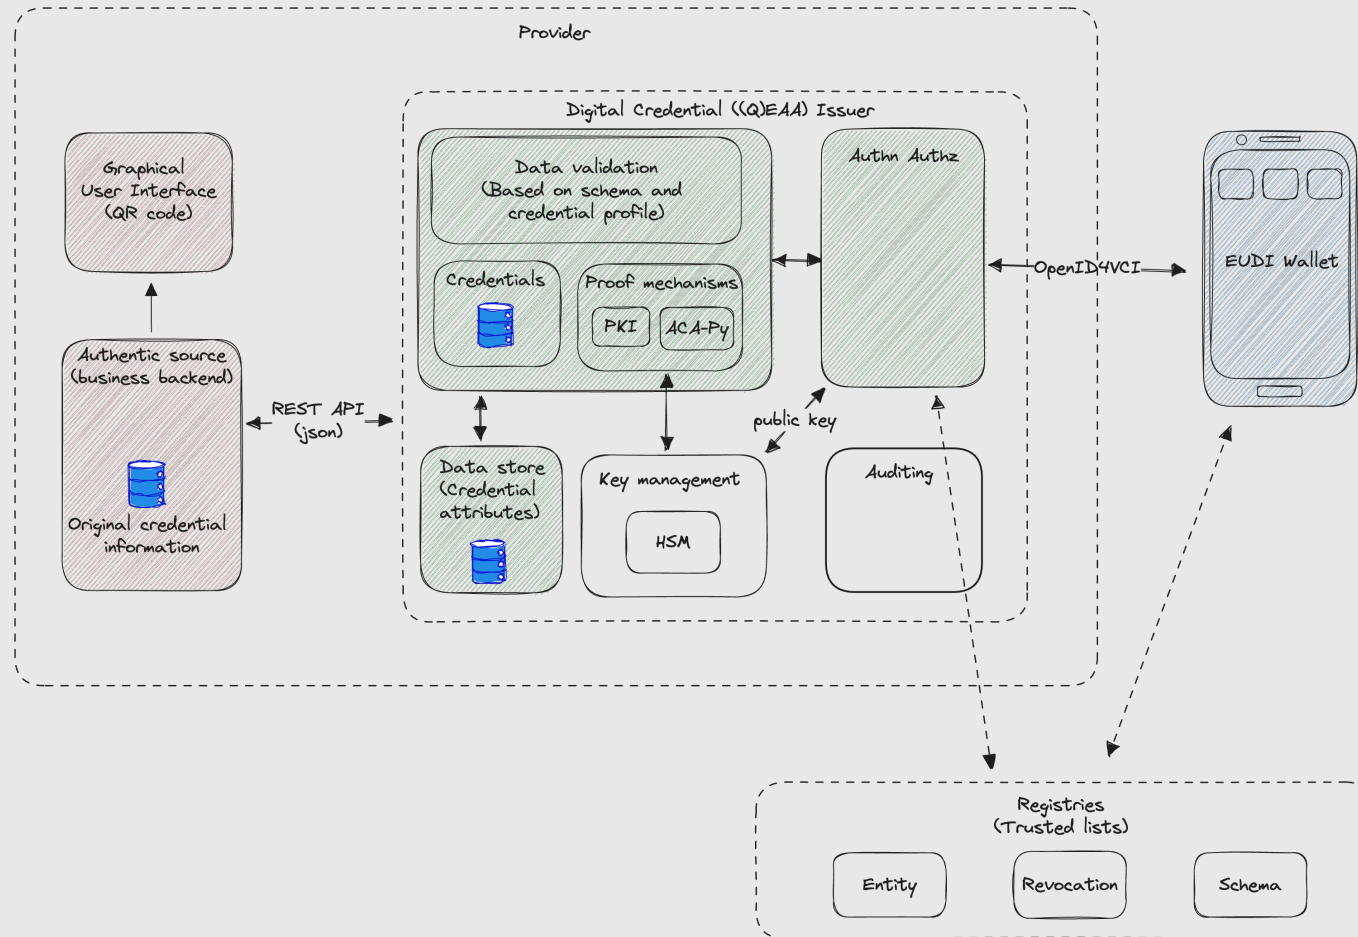 Provider
Digital Credential ((Q)EAA) Issuer
Graphical
User Interface
(QR code)
Data validation
(Based on schema and
credential profile)
Authn Authz
Credentials
Proof mechanisms
PKI
ACA-Py
OpenID4VCI
EUDI Wallet
Authentic source
(business backend)
Original credential
information
REST API
(json)
public key
Data store
(Credential
attributes)
Key management
HSM
Auditing
Registries
(Trusted lists)
Entity
Revocation
Schema